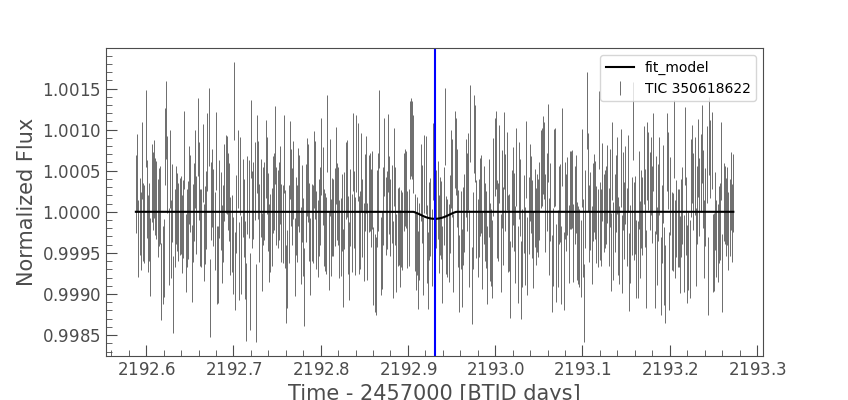 fit_model
TIC 350618622
1.0015
1.0010
1.0005
1.0000
0.9995
0.9990
0.9985
Normalized Flux
2192.6 2192.7 2192.8 2192.9 2193.0 2193.1 2193.2 2193.3
Time - 2457000 [BTJD days]